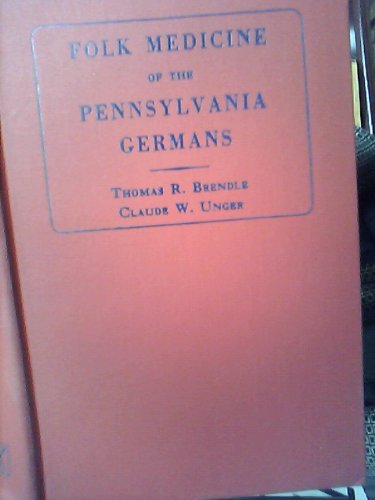 FOLK MEDICINE
OF THE
PENNSYLVANIA
GERMANS
THOMAS R. BRENDLE
CLAUDE W. UNGER